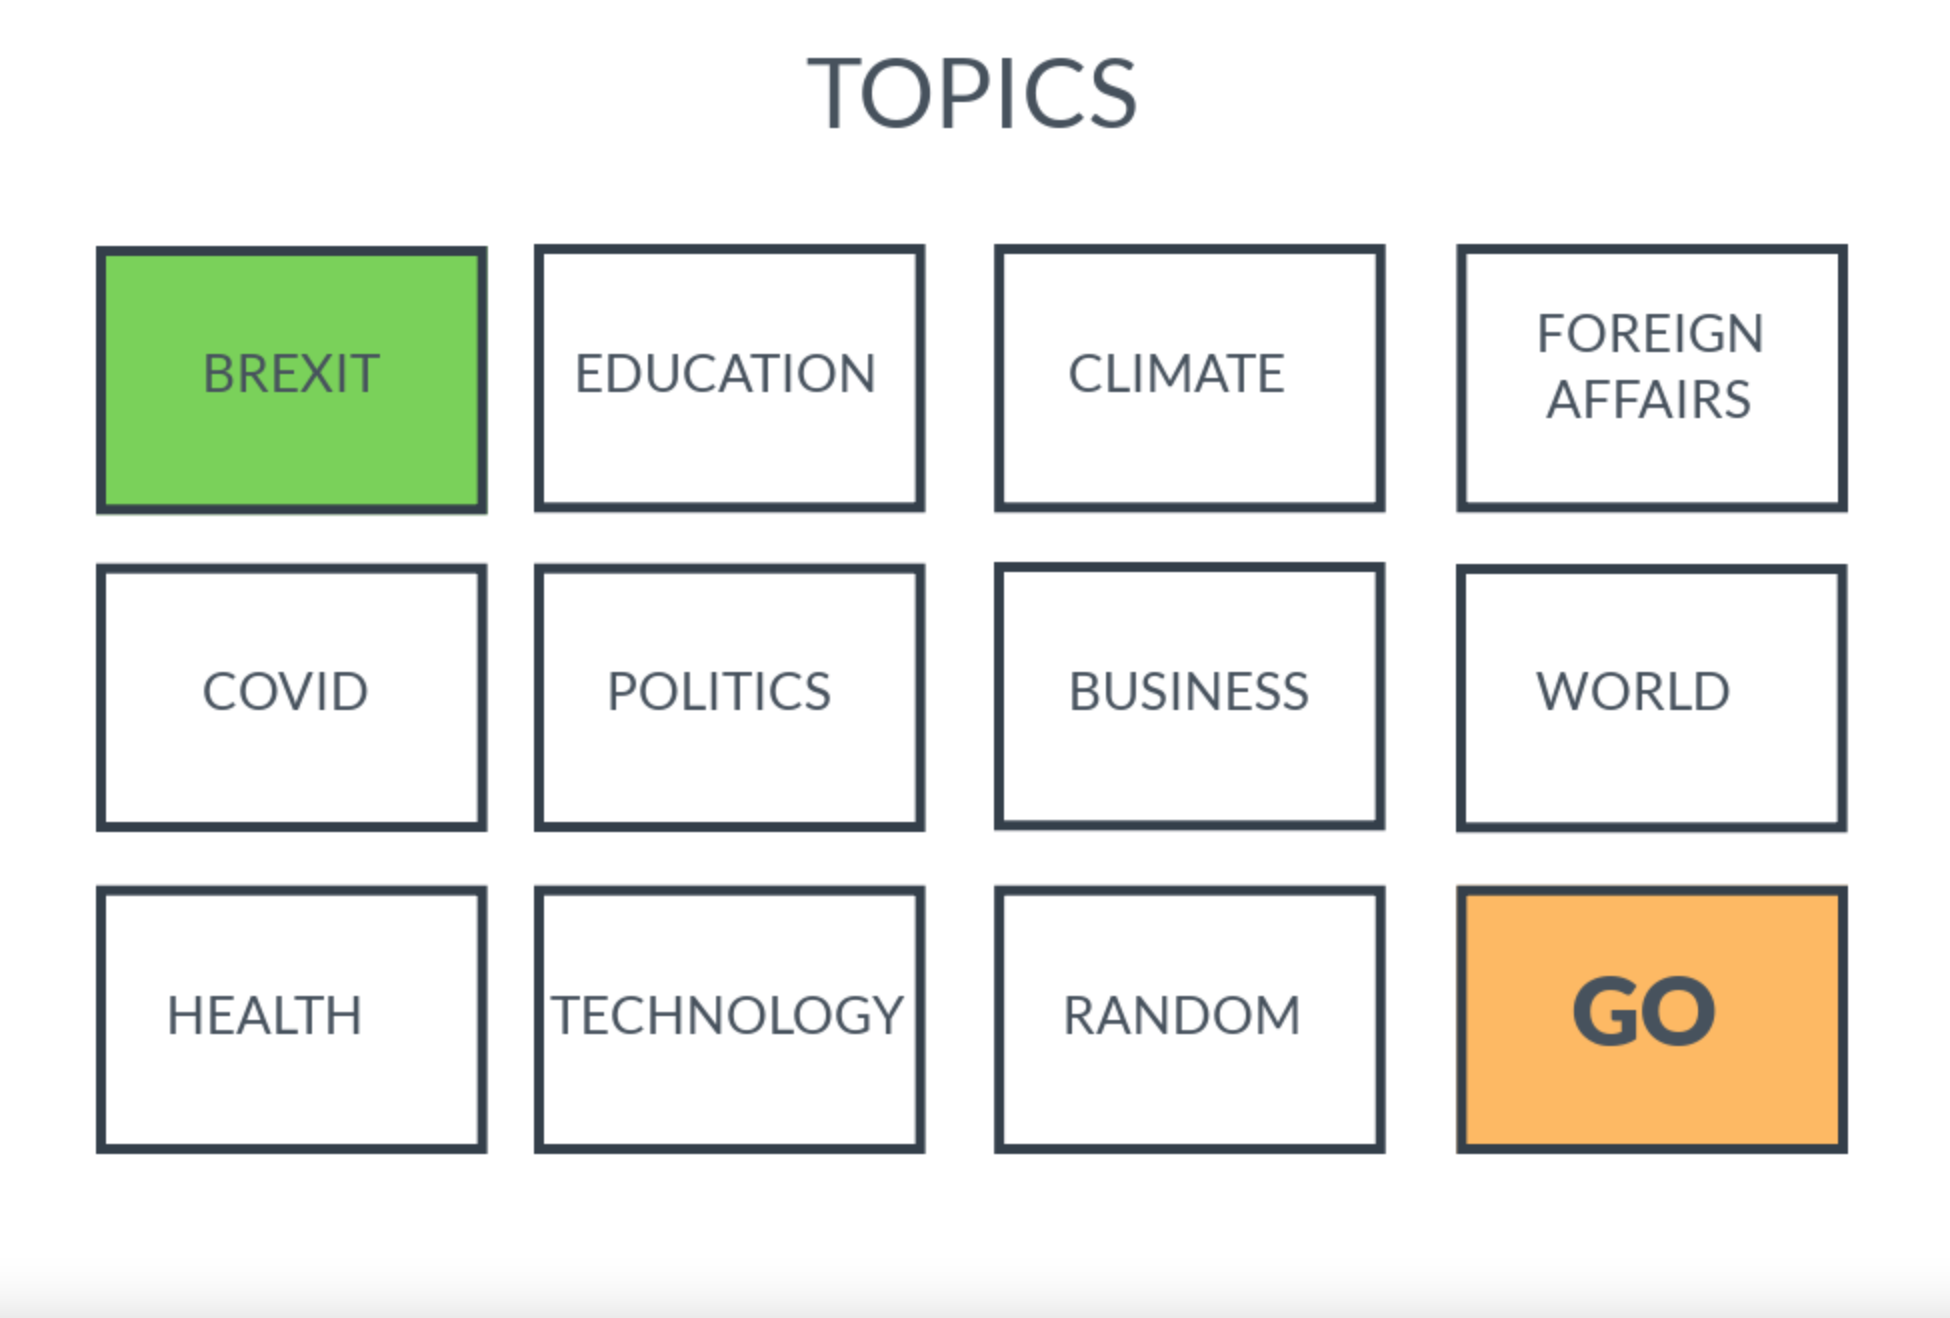 TOPICS
BREXIT
EDUCATION
CLIMATE
FOREIGN
AFFAIRS
COVID
POLITICS
BUSINESS
WORLD
HEALTH
TECHNOLOGY
RANDOM
GO